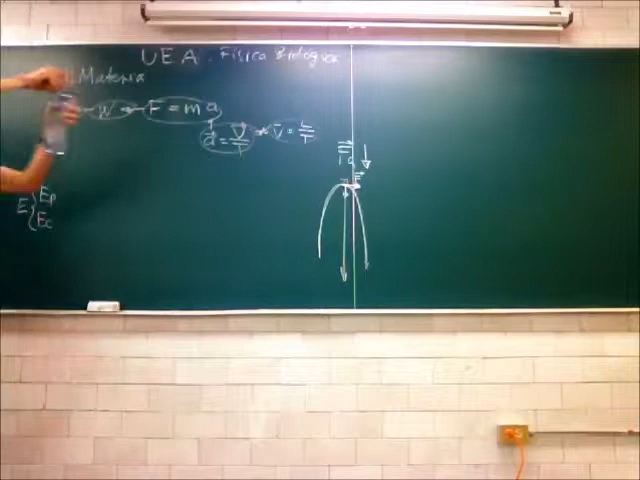 UEA. Física Biológica
Materia
W F = m a
a = V/T V = L/T
E { Ep
Ec